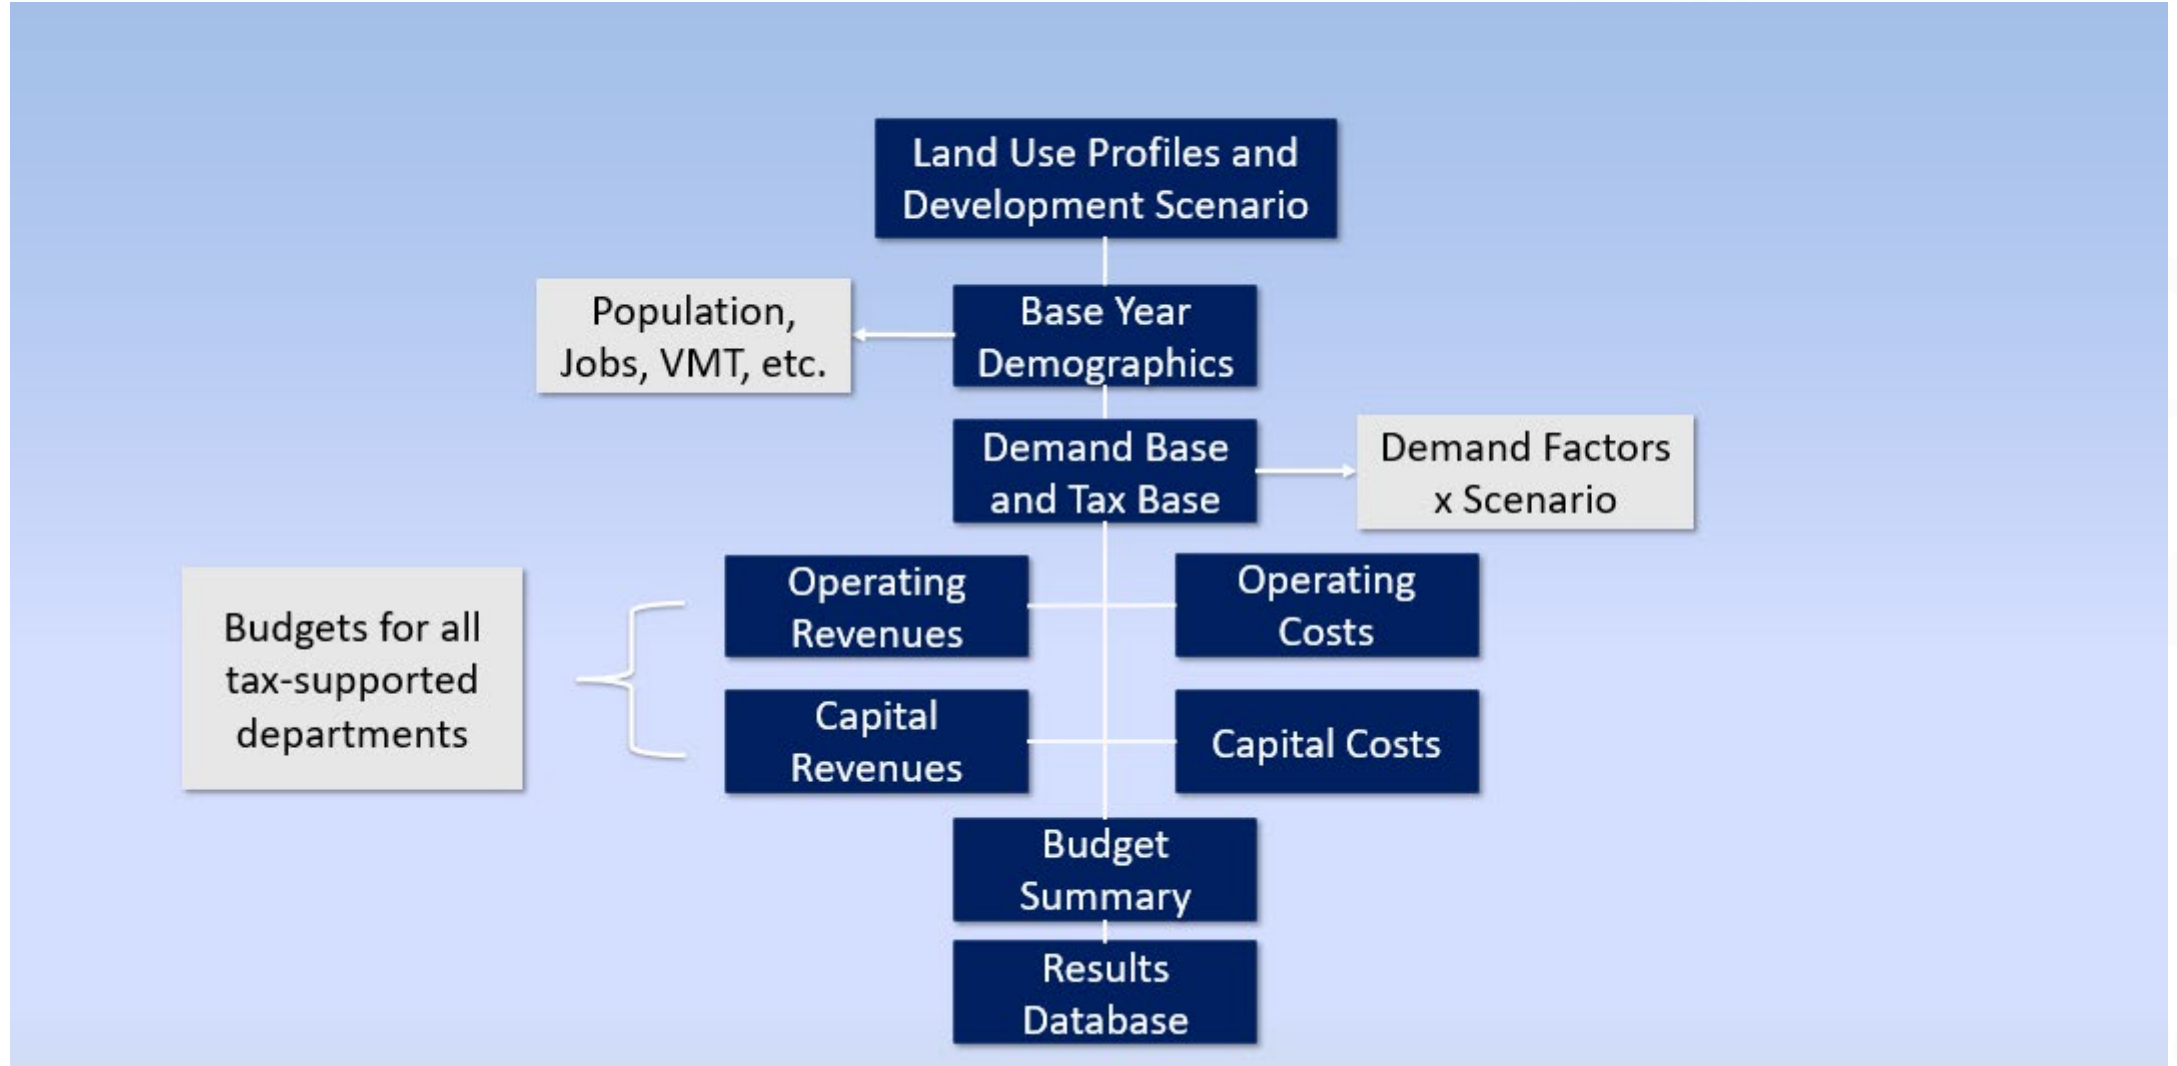 Land Use Profiles and
Development Scenario
Population,
Jobs, VMT, etc.
Base Year
Demographics
Demand Base
and Tax Base
Demand Factors
x Scenario
Budgets for all
tax-supported
departments
Operating
Revenues
Operating
Costs
Capital
Revenues
Capital Costs
Budget
Summary
Results
Database